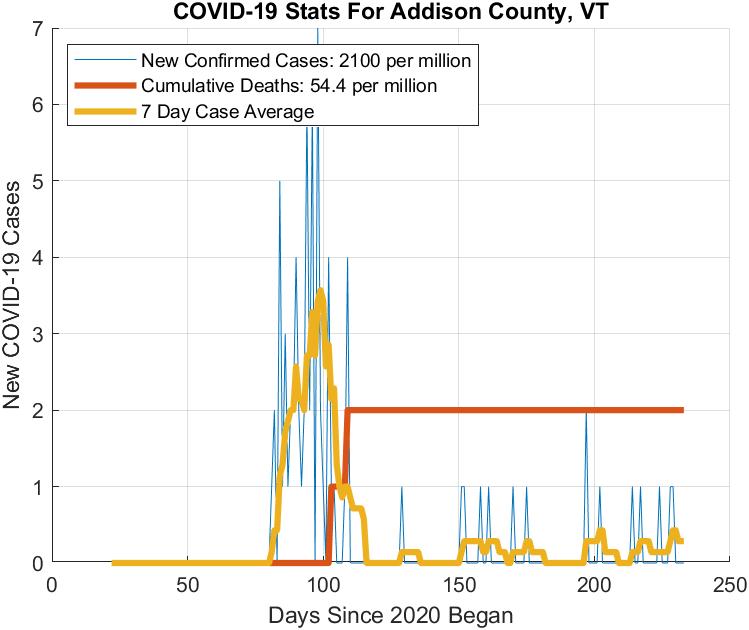 COVID-19 Stats For Addison County, VT
New Confirmed Cases: 2100 per million
Cumulative Deaths: 54.4 per million
7 Day Case Average
New COVID-19 Cases
7
6
5
4
3
2
1
0
0 50 100 150 200 250
Days Since 2020 Began